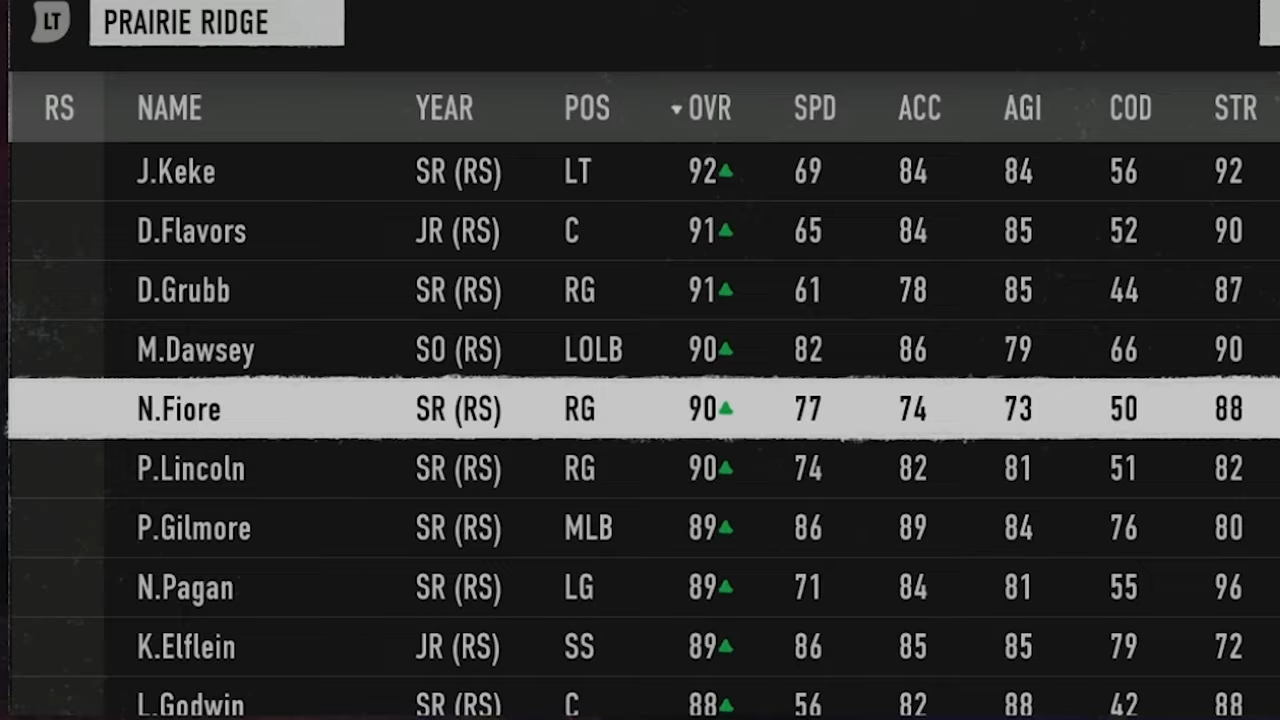 LT PRAIRIE RIDGE
RS NAME YEAR POS OVR SPD ACC AGI COD STR
J.Keke SR (RS) LT 92 69 84 84 56 92
D.Flavors JR (RS) C 91 65 84 85 52 90
D.Grubb SR (RS) RG 91 61 78 85 44 87
M.Dawsey SO (RS) LOLB 90 82 86 79 66 90
N.Fiore SR (RS) RG 90 77 74 73 50 88
P.Lincoln SR (RS) RG 90 74 82 81 51 82
P.Gilmore SR (RS) MLB 89 86 89 84 76 80
N.Pagan SR (RS) LG 89 71 84 81 55 96
K.Elflein JR (RS) SS 89 86 85 85 79 72
L.Godwin SR (RS) C 88 56 82 88 42 88